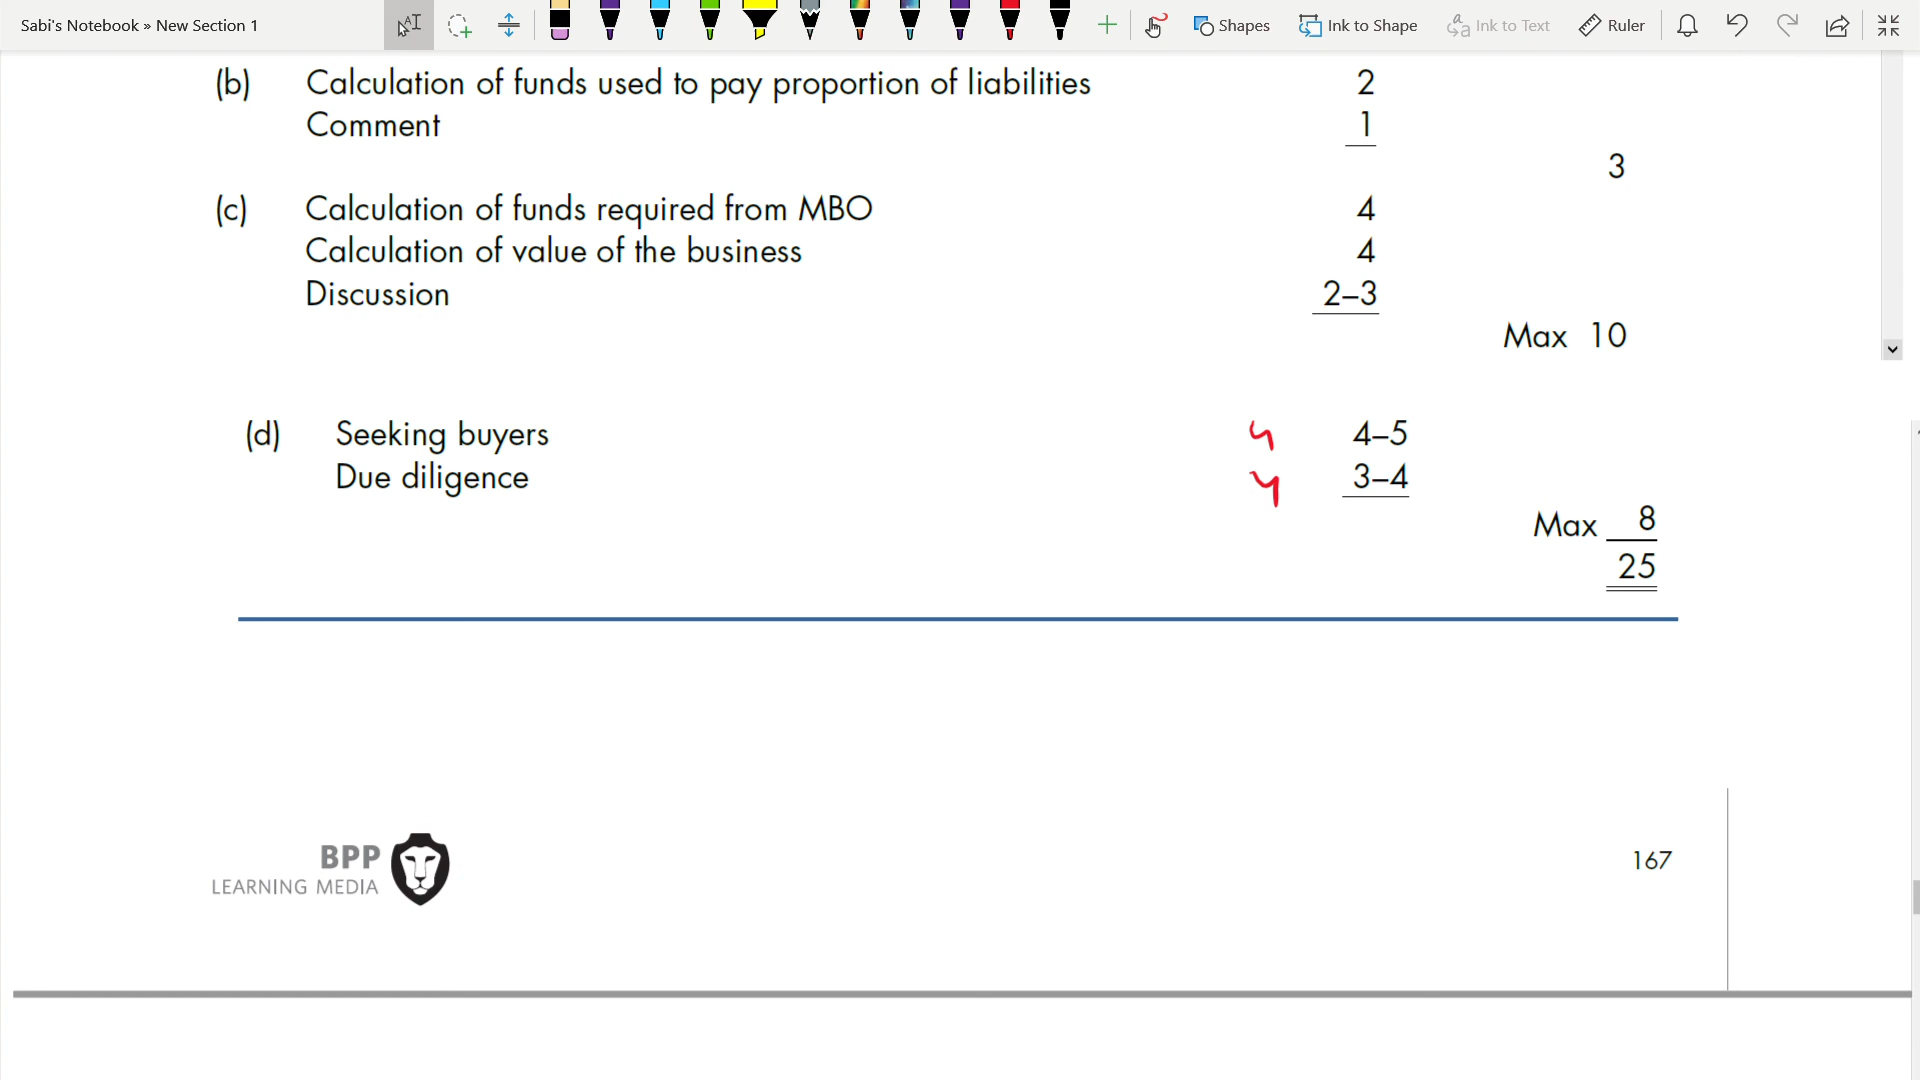 Sabi's Notebook » New Section 1
Shapes Ink to Shape Ink to Text Ruler
(b) Calculation of funds used to pay proportion of liabilities 2
Comment 1
3
(c) Calculation of funds required from MBO 4
Calculation of value of the business 4
Discussion 2–3
Max 10
(d) Seeking buyers 4 4–5
Due diligence 4 3–4
Max 8
25
BPP
LEARNING MEDIA
167